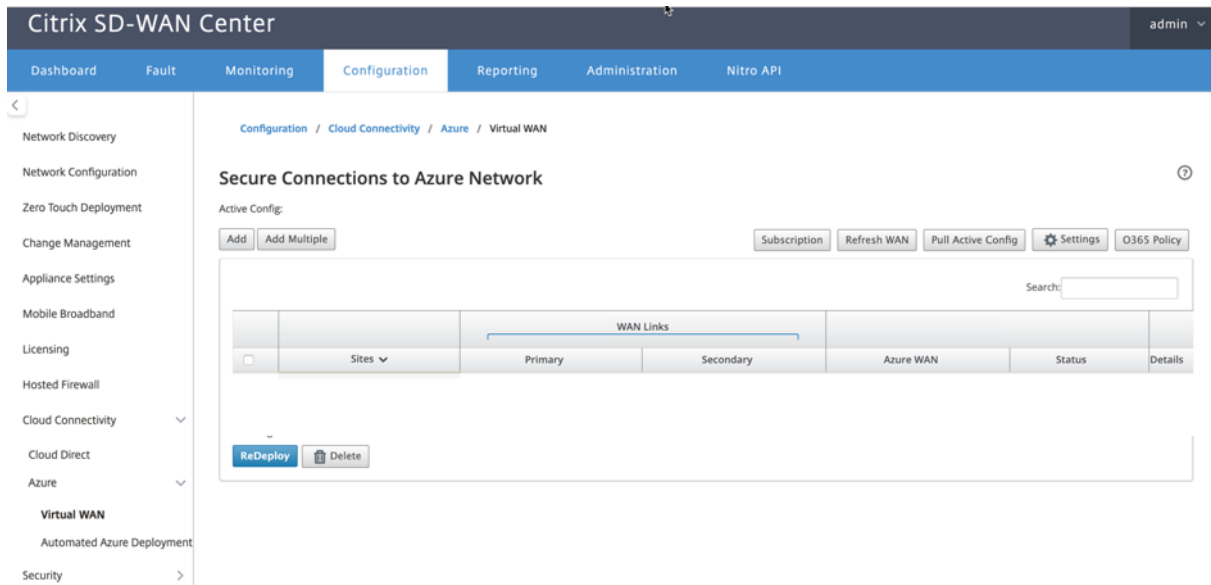 Citrix SD-WAN Center
admin
Dashboard Fault Monitoring Configuration Reporting Administration Nitro API
Network Discovery
Network Configuration
Zero Touch Deployment
Change Management
Appliance Settings
Mobile Broadband
Licensing
Hosted Firewall
Cloud Connectivity
Cloud Direct
Azure
Virtual WAN
Automated Azure Deployment
Security
Configuration / Cloud Connectivity / Azure / Virtual WAN
Secure Connections to Azure Network
Active Config:
Add Add Multiple Subscription Refresh WAN Pull Active Config Settings O365 Policy
Search:
WAN Links
Sites Primary Secondary Azure WAN Status Details
ReDeploy Delete